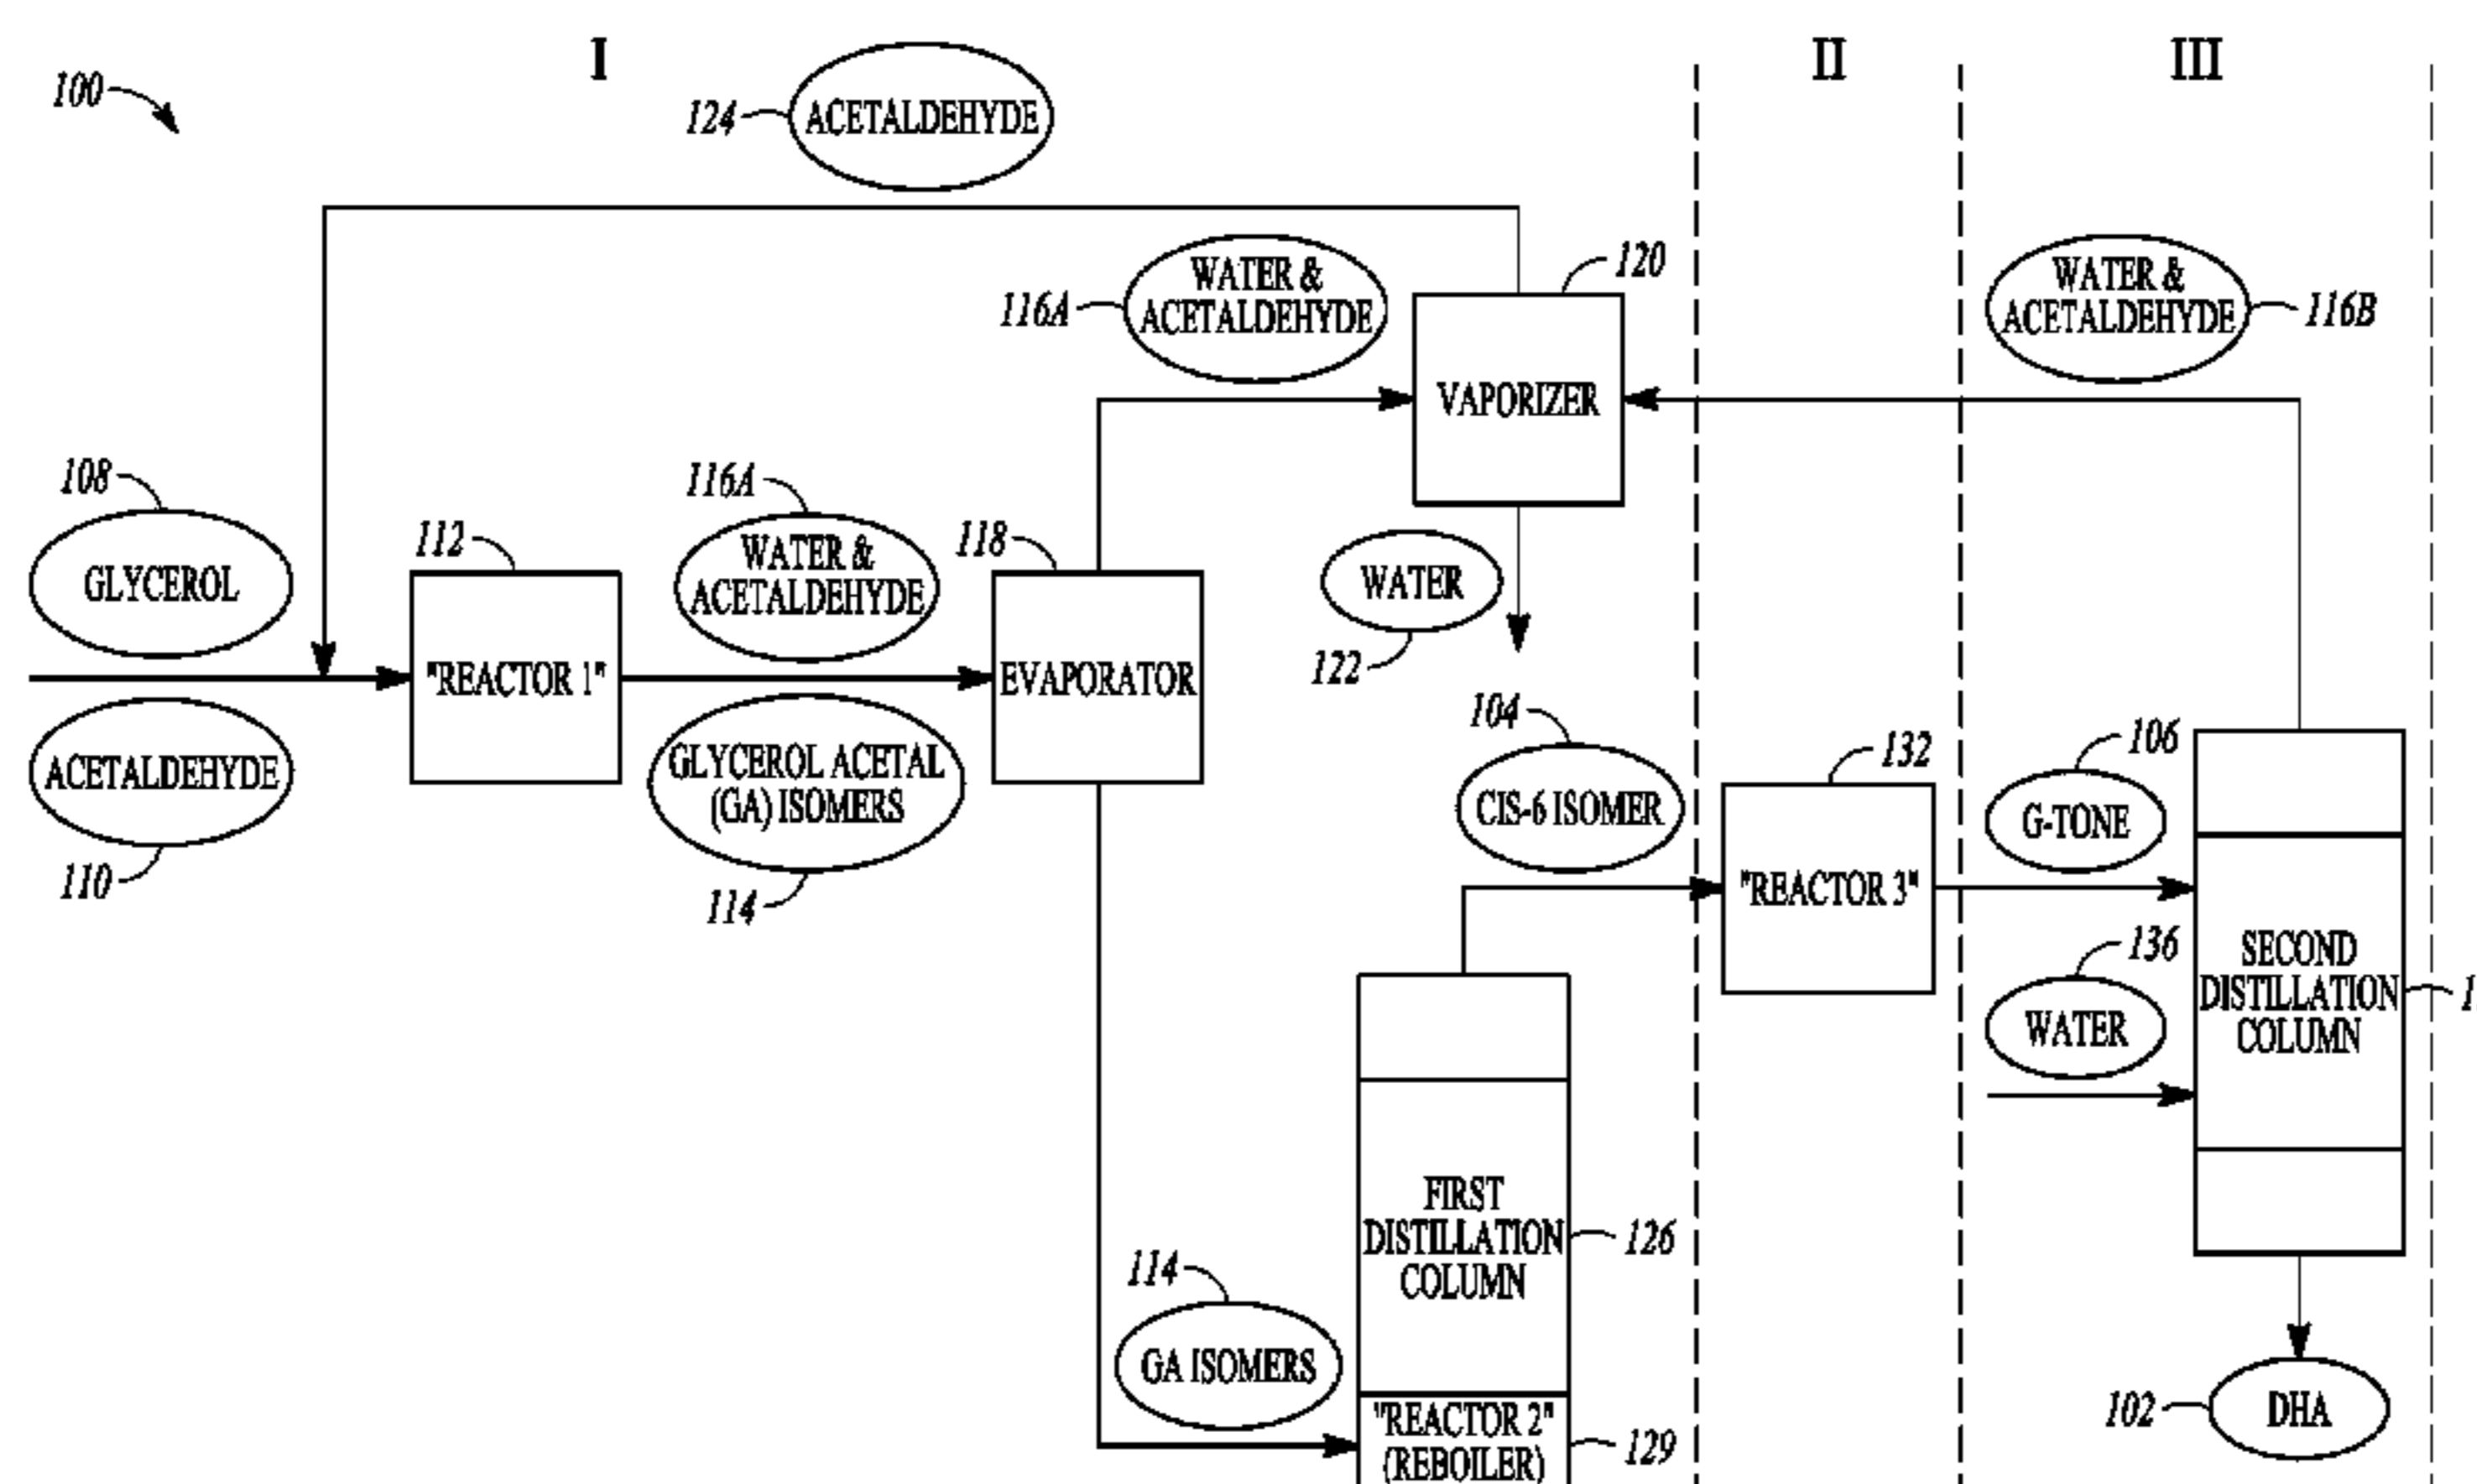 I
II
III
100
124
ACETALDEHYDE
116A
WATER &
ACETALDEHYDE
120
VAPORIZER
WATER &
ACETALDEHYDE
116B
108
GLYCEROL
112
"REACTOR 1"
116A
WATER &
ACETALDEHYDE
118
EVAPORATOR
WATER
122
ACETALDEHYDE
110
GLYCEROL ACETAL
(GA) ISOMERS
114
104
CIS-6 ISOMER
132
"REACTOR 3"
106
G-TONE
136
WATER
SECOND
DISTILLATION
COLUMN
1
FIRST
DISTILLATION
COLUMN
126
114
GA ISOMERS
"REACTOR 2"
(REBOILER)
129
102
DHA